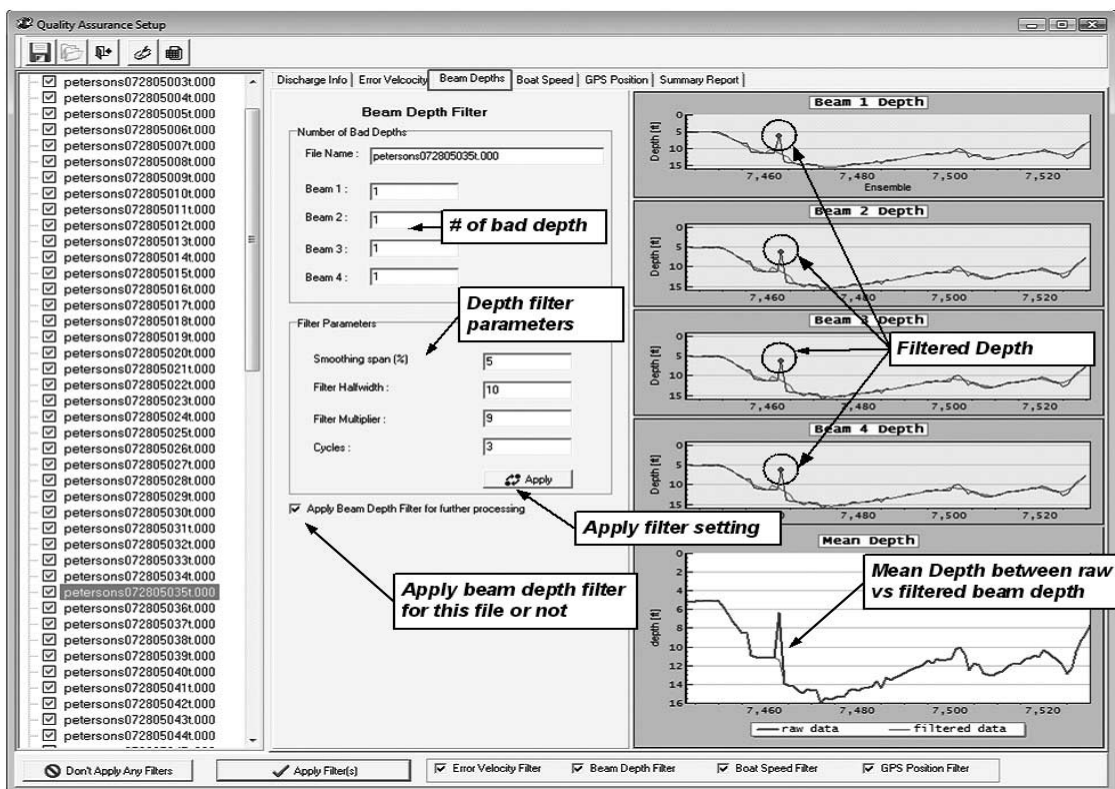 Quality Assurance Setup
petersons072805003t.000
petersons072805004t.000
petersons072805005t.000
petersons072805006t.000
petersons072805007t.000
petersons072805008t.000
petersons072805009t.000
petersons072805010t.000
petersons072805011t.000
petersons072805012t.000
petersons072805013t.000
petersons072805014t.000
petersons072805015t.000
petersons072805016t.000
petersons072805017t.000
petersons072805018t.000
petersons072805019t.000
petersons072805020t.000
petersons072805021t.000
petersons072805022t.000
petersons072805023t.000
petersons072805024t.000
petersons072805025t.000
petersons072805026t.000
petersons072805027t.000
petersons072805028t.000
petersons072805029t.000
petersons072805030t.000
petersons072805031t.000
petersons072805032t.000
petersons072805033t.000
petersons072805034t.000
petersons072805035t.000
petersons072805036t.000
petersons072805037t.000
petersons072805038t.000
petersons072805039t.000
petersons072805040t.000
petersons072805041t.000
petersons072805042t.000
petersons072805043t.000
petersons072805044t.000
Discharge Info Error Velcocity Beam Depths Boat Speed GPS Position Summary Report
Beam Depth Filter
Number of Bad Depths
File Name : petersons072805035t.000
Beam 1 : 1
Beam 2 : 1
# of bad depth
Beam 3 : 1
Beam 4 : 1
Depth filter
parameters
Filter Parameters
Smoothing span (%) 5
Filter Halfwidth : 10
Filter Multiplier : 9
Cycles : 3
Apply
Apply Beam Depth Filter for further processing
Apply filter setting
Apply beam depth filter
for this file or not
Beam 1 Depth
Depth [ft]
0
5
10
15
7,460 7,480 7,500 7,520
Ensemble
Beam 2 Depth
Depth [ft]
0
5
10
15
7,460 7,480 7,500 7,520
Beam 3 Depth
Filtered Depth
Depth [ft]
0
5
10
15
7,460 7,480 7,500 7,520
Beam 4 Depth
Depth [ft]
0
5
10
15
7,460 7,480 7,500 7,520
Mean Depth
Mean Depth between raw
vs filtered beam depth
depth [ft]
0
2
4
6
8
10
12
14
16
7,460 7,480 7,500 7,520
raw data filtered data
Don't Apply Any Filters Apply Filter(s) Error Velocity Filter Beam Depth Filter Boat Speed Filter GPS Position Filter